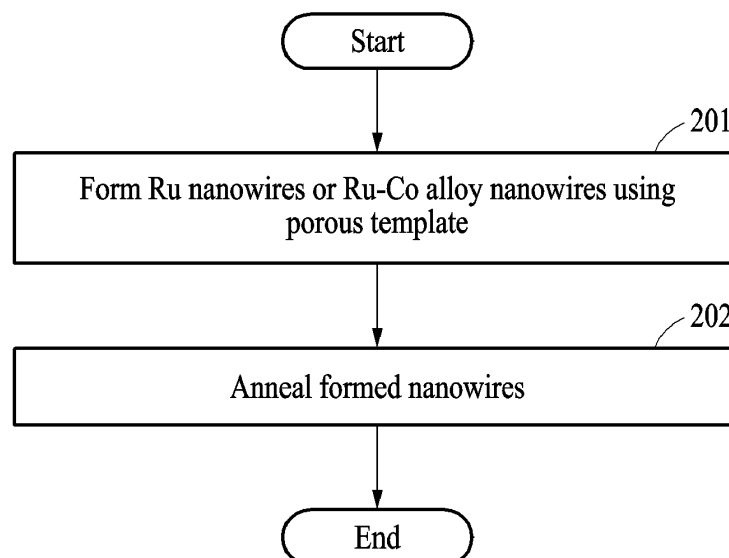 Start
201
Form Ru nanowires or Ru-Co alloy nanowires using
porous template
202
Anneal formed nanowires
End